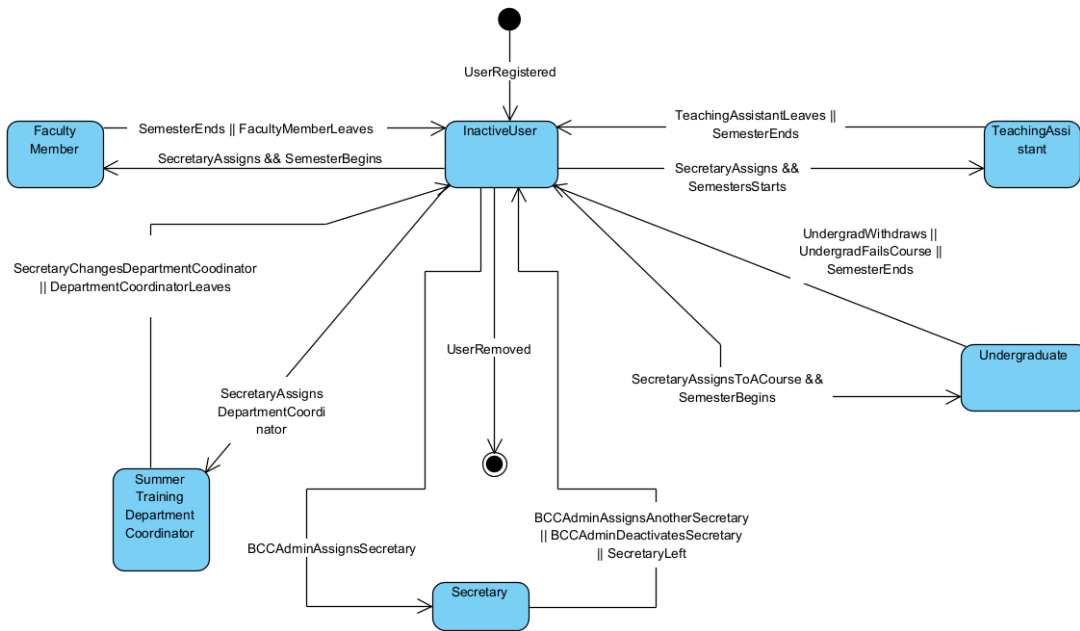 UserRegistered
Faculty
Member
SemesterEnds || FacultyMemberLeaves
InactiveUser
TeachingAssistantLeaves ||
SemesterEnds
TeachingAssi
stant
SecretaryAssigns && SemesterBegins
SecretaryAssigns &&
SemestersStarts
UndergradWithdraws ||
UndergradFailsCourse ||
SemesterEnds
SecretaryChangesDepartmentCoodinator
|| DepartmentCoordinatorLeaves
UserRemoved
Undergraduate
SecretaryAssignsToACourse &&
SemesterBegins
SecretaryAssigns
DepartmentCoordi
nator
Summer
Training
Department
Coordinator
BCCAdminAssignsSecretary
BCCAdminAssignsAnotherSecretary
|| BCCAdminDeactivatesSecretary
|| SecretaryLeft
Secretary